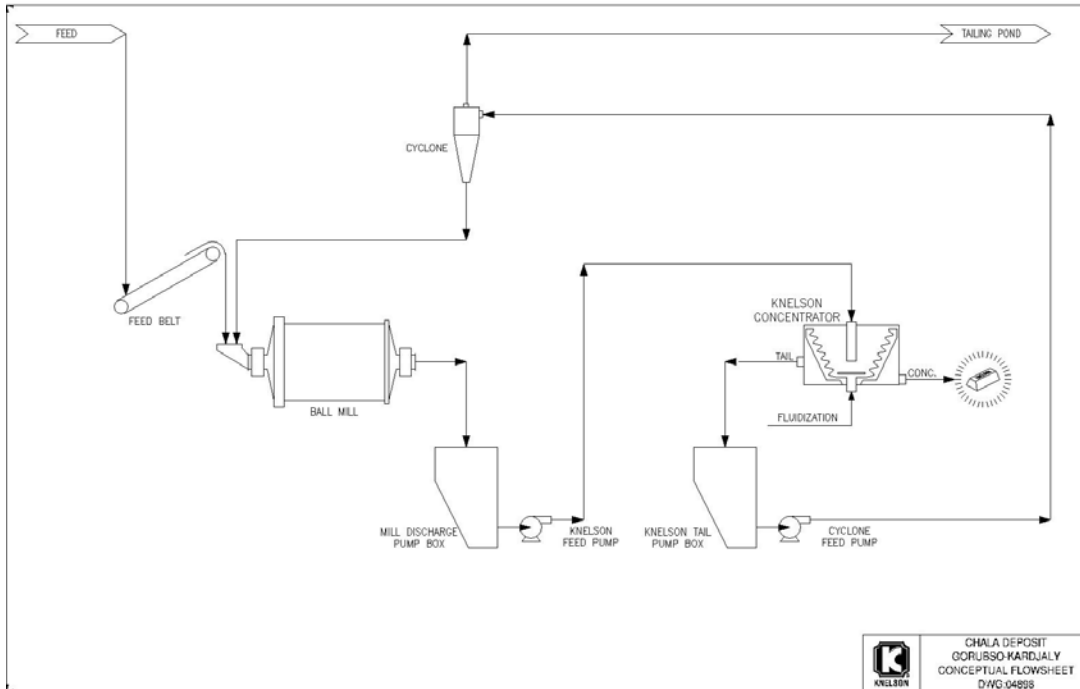 FEED
TAILING POND
CYCLONE
FEED BELT
BALL MILL
KNELSON
CONCENTRATOR
TAIL
CONC.
FLUIDIZATION
MILL DISCHARGE
PUMP BOX
KNELSON
FEED PUMP
KNELSON TAIL
PUMP BOX
CYCLONE
FEED PUMP
K
KNELSON
CHALA DEPOSIT
GORUBSO-KARDJALY
CONCEPTUAL FLOWSHEET
DWG:04898